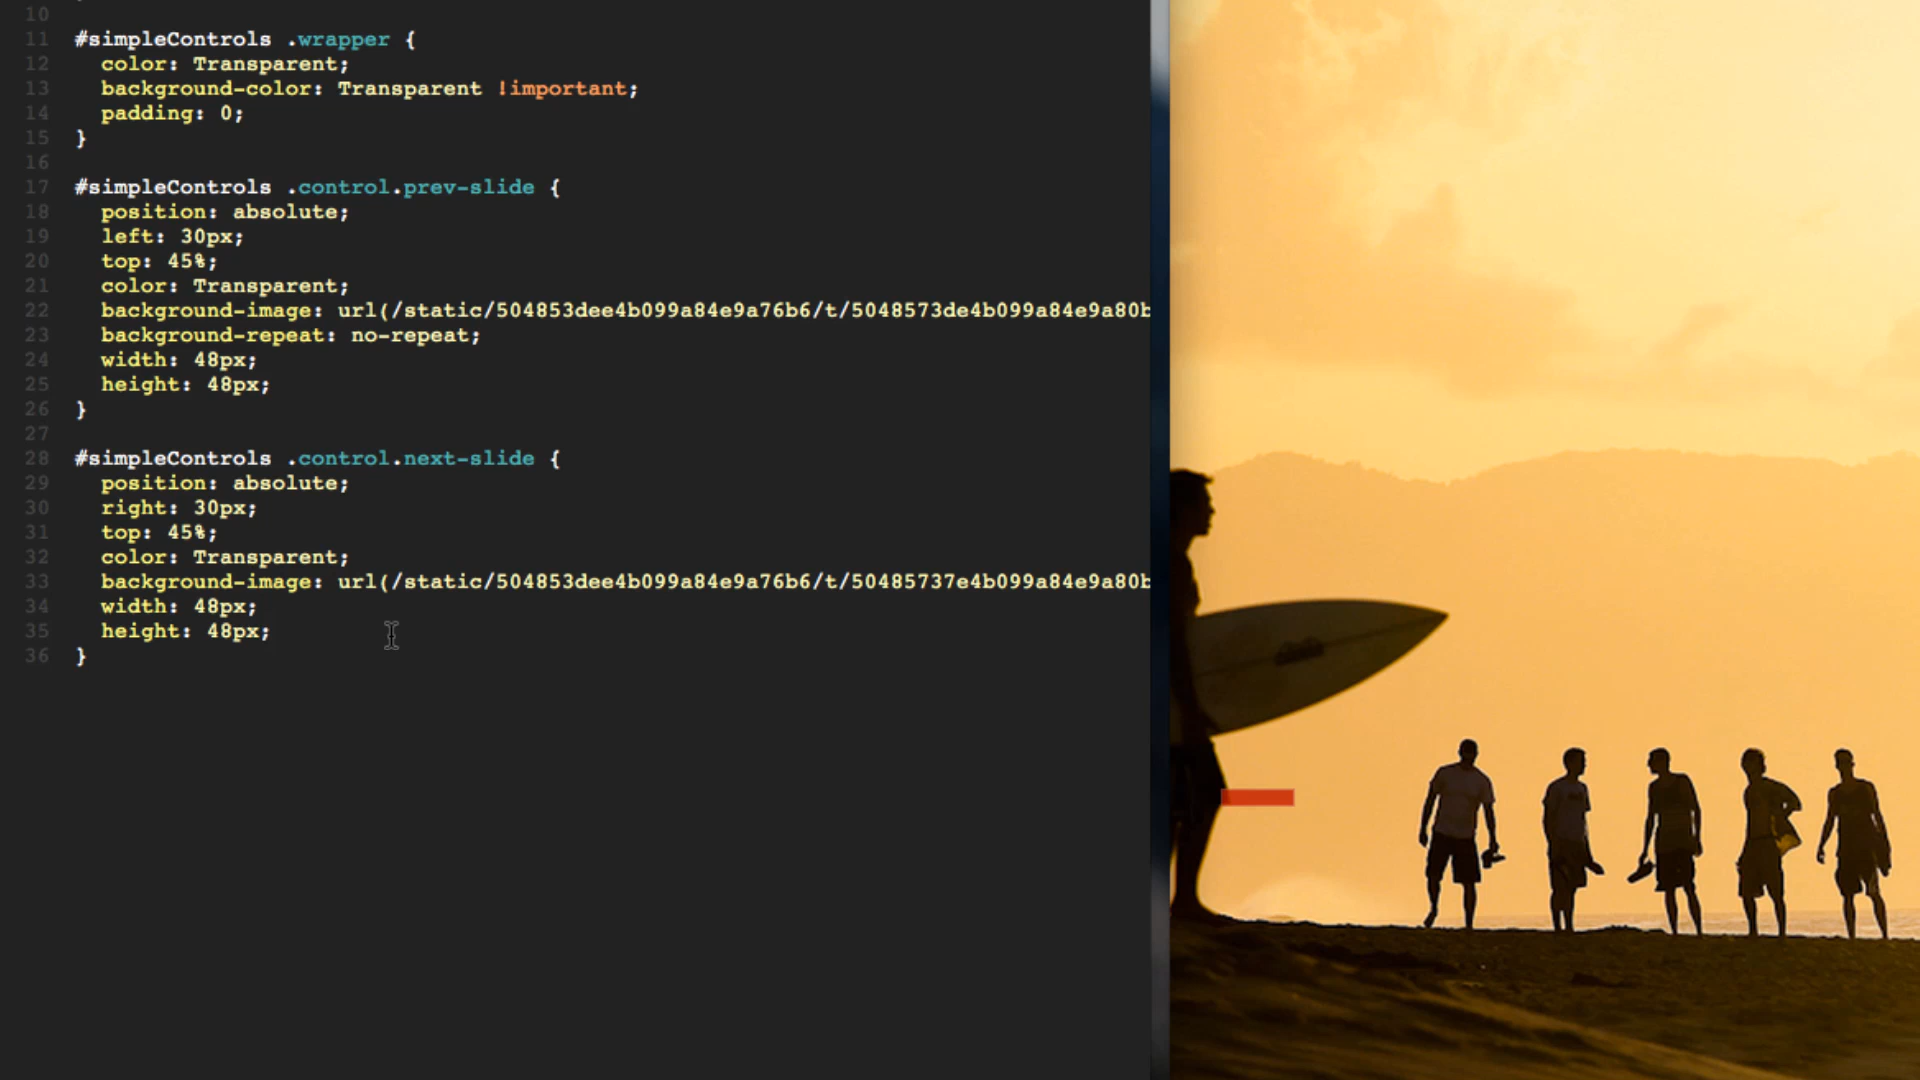 10
11 #simpleControls .wrapper {
12 color: Transparent;
13 background-color: Transparent !important;
14 padding: 0;
15 }
16
17 #simpleControls .control.prev-slide {
18 position: absolute;
19 left: 30px;
20 top: 45%;
21 color: Transparent;
22 background-image: url(/static/504853dee4b099a84e9a76b6/t/5048573de4b099a84e9a80b
23 background-repeat: no-repeat;
24 width: 48px;
25 height: 48px;
26 }
27
28 #simpleControls .control.next-slide {
29 position: absolute;
30 right: 30px;
31 top: 45%;
32 color: Transparent;
33 background-image: url(/static/504853dee4b099a84e9a76b6/t/50485737e4b099a84e9a80b
34 width: 48px;
35 height: 48px;
36 }